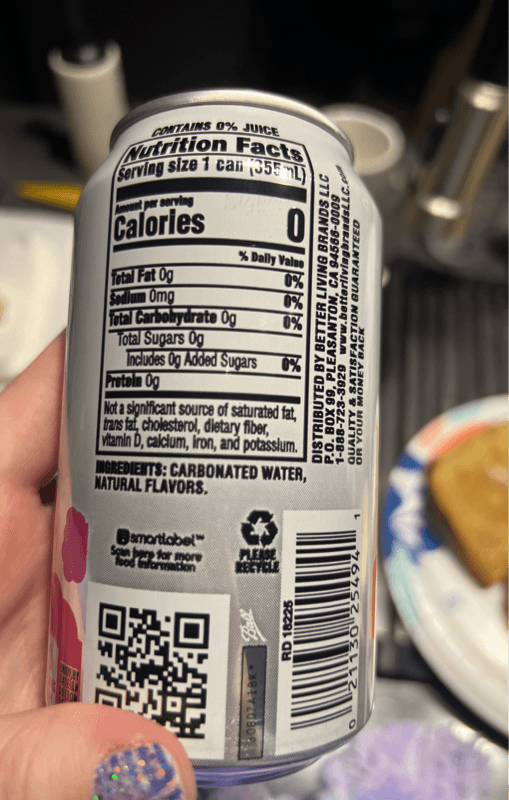 CONTAINS 0% JUICE
Nutrition Facts
Serving size 1 can (355mL)
Amount per serving
Calories 0
% Daily Value
Total Fat 0g 0%
Sodium 0mg 0%
Total Carbohydrate 0g 0%
Total Sugars 0g
Includes 0g Added Sugars 0%
Protein 0g
Not a significant source of saturated fat,
trans fat, cholesterol, dietary fiber,
vitamin D, calcium, iron, and potassium.
INGREDIENTS: CARBONATED WATER,
NATURAL FLAVORS.
DISTRIBUTED BY BETTER LIVING BRANDS LLC
P.O. BOX 99, PLEASANTON, CA 94566-0009
1-888-723-3929 www.betterlivingbrandsLLC.com
QUALITY & SATISFACTION GUARANTEED
OR YOUR MONEY BACK
smartlabel™
Scan here for more
food information
PLEASE
RECYCLE
Ball
RD 18225
0 21130 25494 1